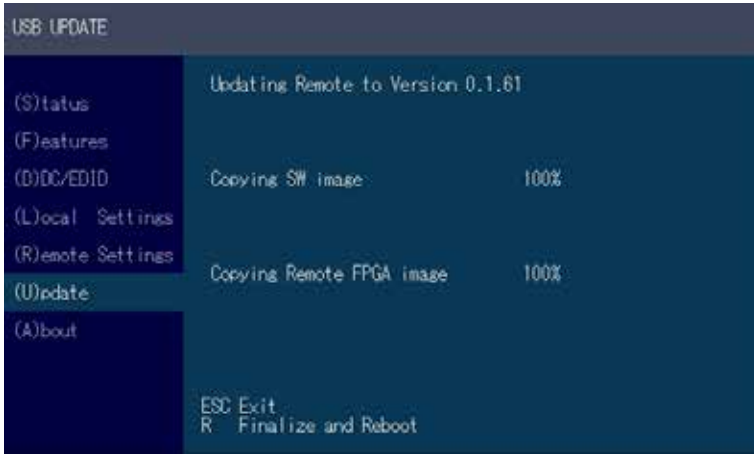 USB UPDATE
(S)tatus
(F)eatures
(D)DC/EDID
(L)ocal Settings
(R)emote Settings
(U)pdate
(A)bout
Updating Remote to Version 0.1.61
Copying SW image 100%
Copying Remote FPGA image 100%
ESC Exit
R Finalize and Reboot